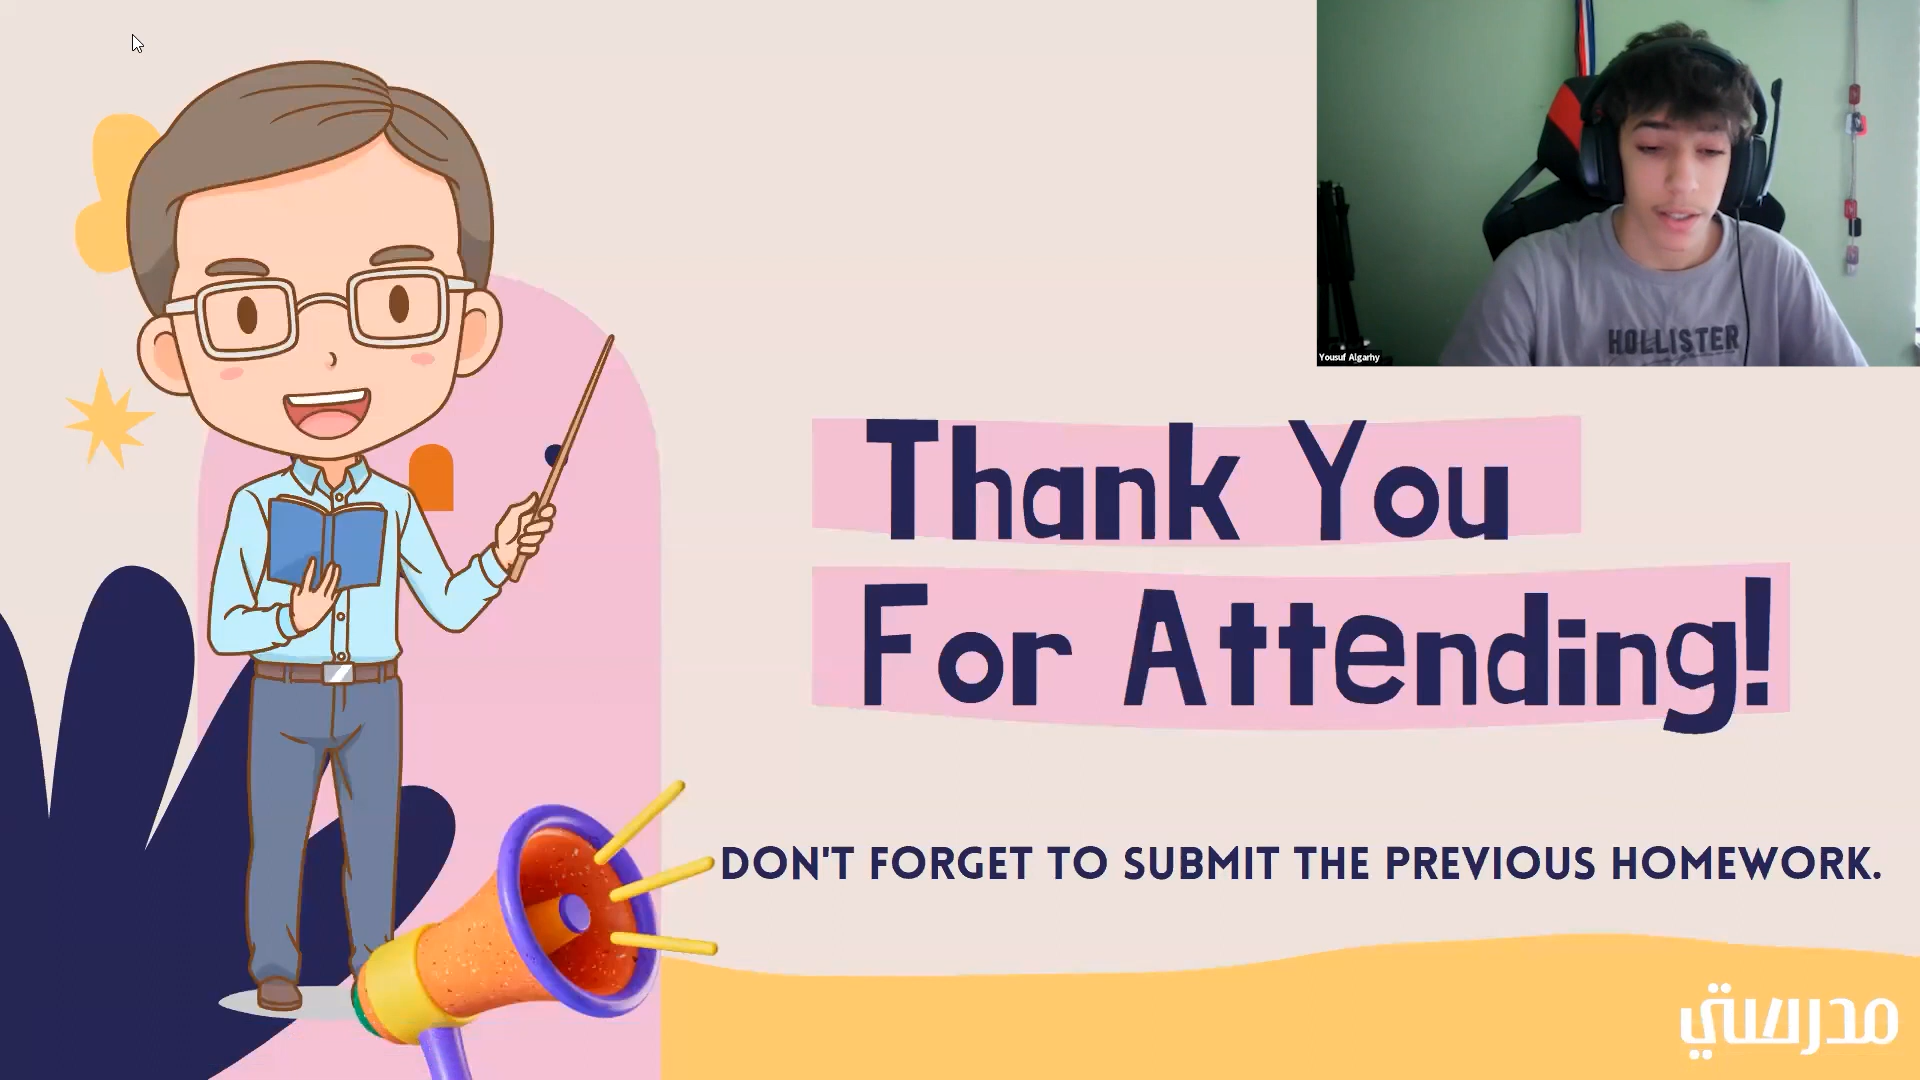 HOLLISTER
Yousuf Algarhy
Thank You
For Attending!
DON'T FORGET TO SUBMIT THE PREVIOUS HOMEWORK.
مدرستي